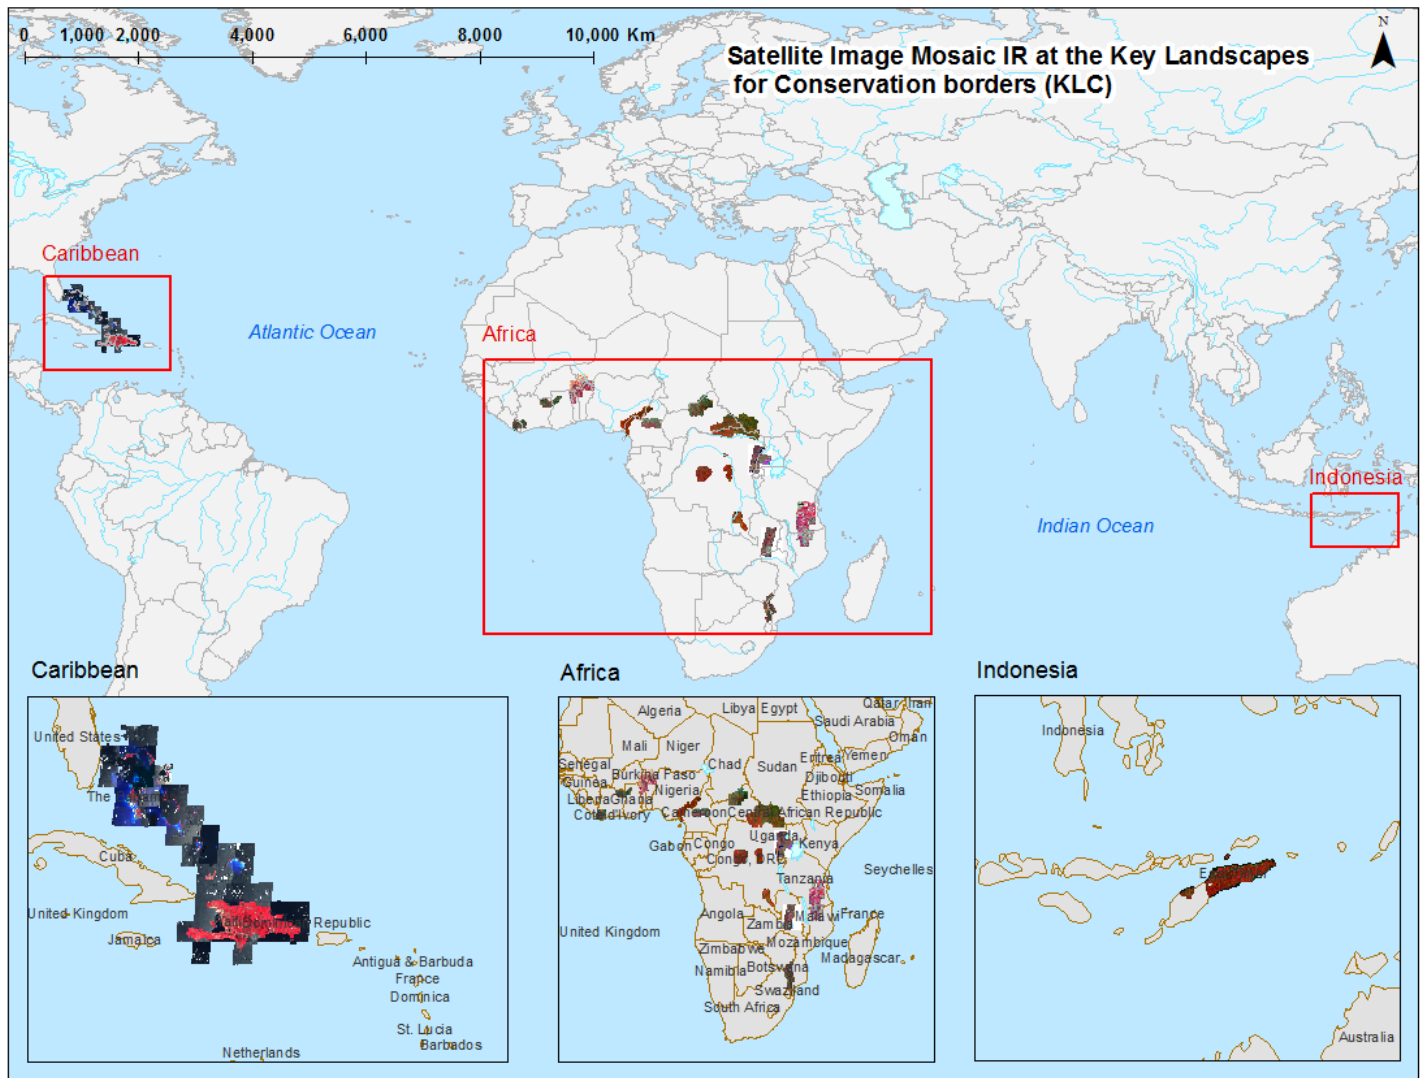 0 1,000 2,000 4,000 6,000 8,000 10,000 Km
N
Satellite Image Mosaic IR at the Key Landscapes
for Conservation borders (KLC)
Caribbean
Atlantic Ocean
Africa
Indonesia
Indian Ocean
Caribbean
Africa
Indonesia
United States
The
Cuba
United Kingdom
Jamaica
Republic
Antigua & Barbuda
France
Dominica
St. Lucia
Barbados
Netherlands
Algeria
Libya
Egypt
Qatar
Iran
Saudi Arabia
Oman
Mali
Niger
Chad
Sudan
Eritrea
Yemen
Senegal
Guinea
Burkina Faso
Nigeria
Djibouti
Ethiopia
Somalia
Liberia
Ghana
Cote d'Ivory
Cameroon
Central African Republic
Gabon
Congo
Uganda
Kenya
Congo, DRC
Tanzania
Seychelles
Angola
Zambia
Malawi
France
United Kingdom
Zimbabwe
Mozambique
Madagascar
Namibia
Botswana
Swaziland
South Africa
Indonesia
Australia